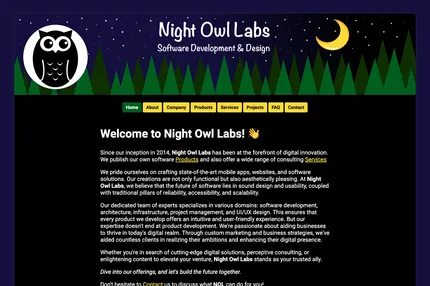 Night Owl Labs
Software Development & Design
Home About Company Products Services Projects FAQ Contact
Welcome to Night Owl Labs! 👋
Since our inception in 2014, Night Owl Labs has been at the forefront of digital innovation.
We publish our own software Products and also offer a wide range of consulting Services
We pride ourselves on crafting state-of-the-art mobile apps, websites, and software
solutions. Our creations are not only functional but also aesthetically pleasing. At Night
Owl Labs, we believe that the future of software lies in sound design and usability, coupled
with traditional pillars of reliability, accessibility, and scalability.
Our dedicated team of experts specializes in various domains: software development,
architecture, infrastructure, project management, and UI/UX design. This ensures that
every product we develop offers an intuitive and user-friendly experience. But our
expertise doesn't end at product development. We're passionate about aiding businesses
to thrive in today's digital realm. Through custom marketing and business strategies, we've
aided countless clients in realizing their ambitions and enhancing their digital presence.
Whether you're in search of cutting-edge digital solutions, perceptive consulting, or
enlightening content to elevate your venture, Night Owl Labs stands as your trusted ally.
Dive into our offerings, and let's build the future together.
Don't hesitate to Contact us to discuss what NOL can do for you!